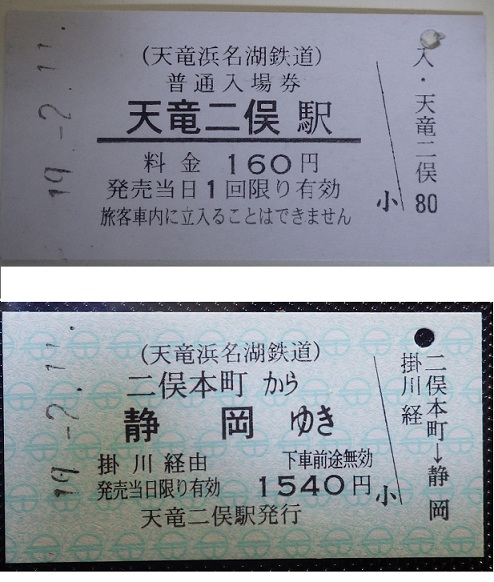 19.-2.11.
(天竜浜名湖鉄道)
普通入場券
天竜二俣 駅
料金 160円
発売当日1回限り有効
旅客車内に立入ることはできません
小
入・天竜二俣
80
19.-2.11.
(天竜浜名湖鉄道)
二俣本町 から
静岡 ゆき
掛川経由 下車前途無効
発売当日限り有効 1540円
天竜二俣駅発行
小
二俣本町→静岡
掛川経